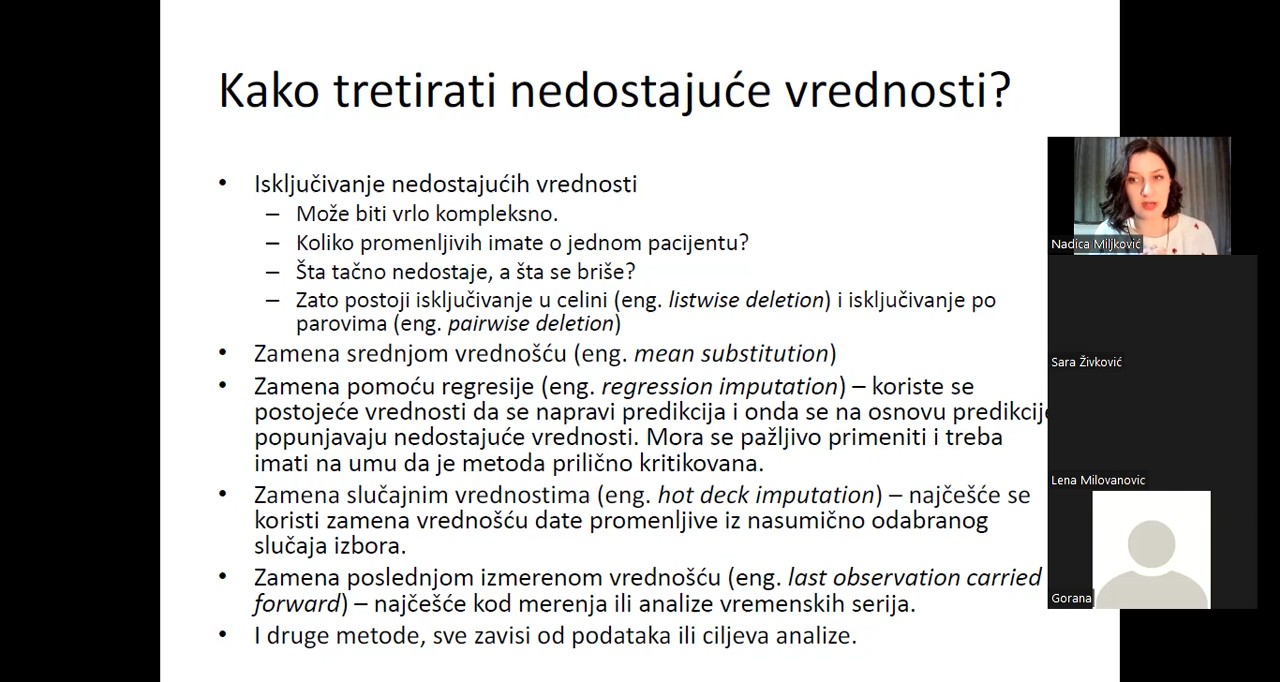 Kako tretirati nedostajuće vrednosti?
• Isključivanje nedostajućih vrednosti
– Može biti vrlo kompleksno.
– Koliko promenljivih imate o jednom pacijentu?
– Šta tačno nedostaje, a šta se briše?
– Zato postoji isključivanje u celini (eng. listwise deletion) i isključivanje po
parovima (eng. pairwise deletion)
• Zamena srednjom vrednošću (eng. mean substitution)
• Zamena pomoću regresije (eng. regression imputation) – koriste se
postojeće vrednosti da se napravi predikcija i onda se na osnovu predikcije
popunjavaju nedostajuće vrednosti. Mora se pažljivo primeniti i treba
imati na umu da je metoda prilično kritikovana.
• Zamena slučajnim vrednostima (eng. hot deck imputation) – najčešće se
koristi zamena vrednošću date promenljive iz nasumično odabranog
slučaja izbora.
• Zamena poslednjom izmerenom vrednošću (eng. last observation carried
forward) – najčešće kod merenja ili analize vremenskih serija.
• I druge metode, sve zavisi od podataka ili ciljeva analize.
Nadica Miljković
Sara Živković
Lena Milovanovic
Gorana